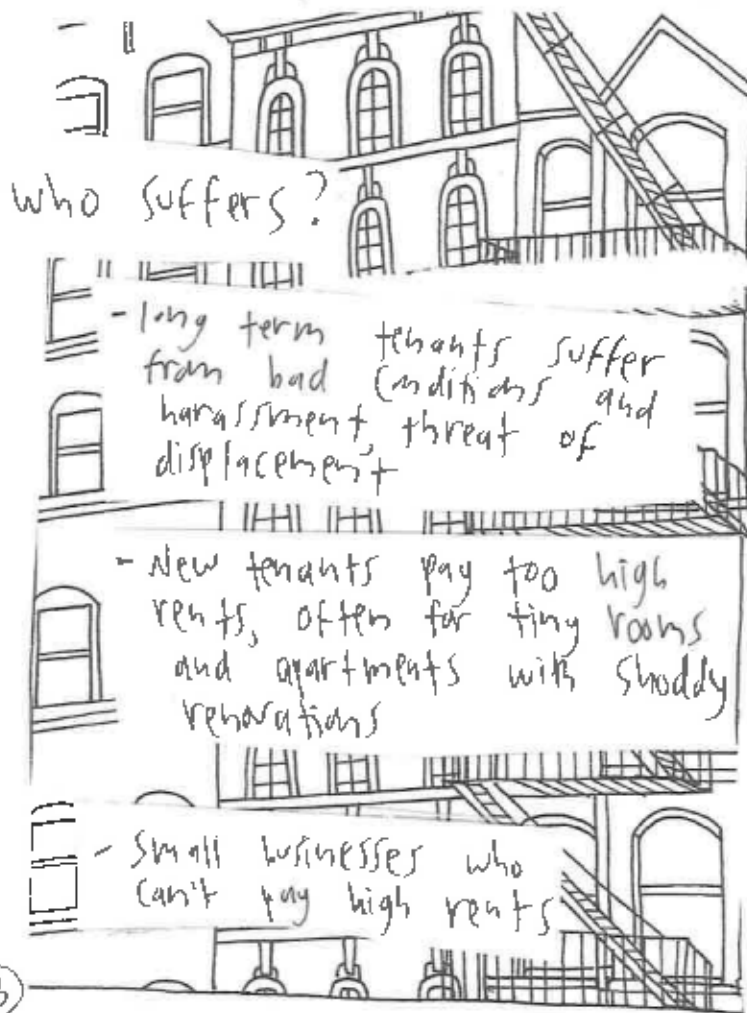 who suffers?
- long term tenants suffer
from bad conditions and
harassment, threat of
displacement
- New tenants pay too high
rents, often for tiny rooms
and apartments with shoddy
renovations
- Small businesses who
can't pay high rents